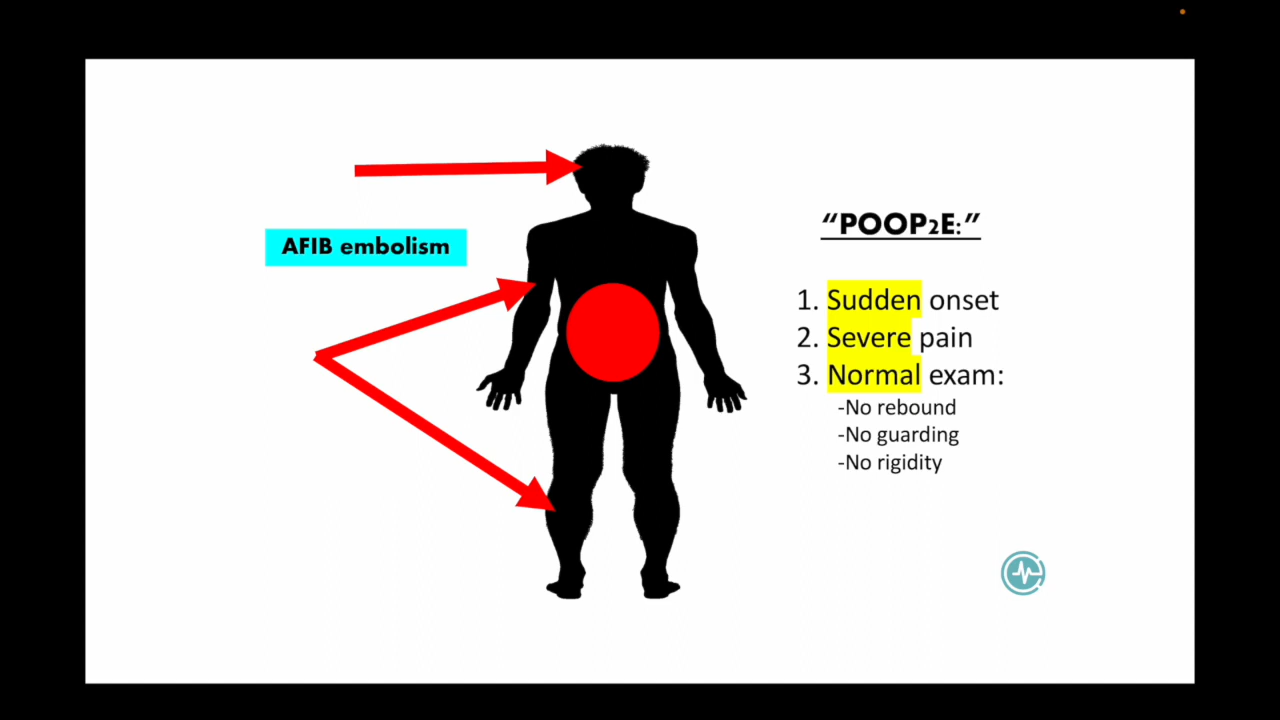 AFIB embolism
“POOP2E:”
1. Sudden onset
2. Severe pain
3. Normal exam:
-No rebound
-No guarding
-No rigidity